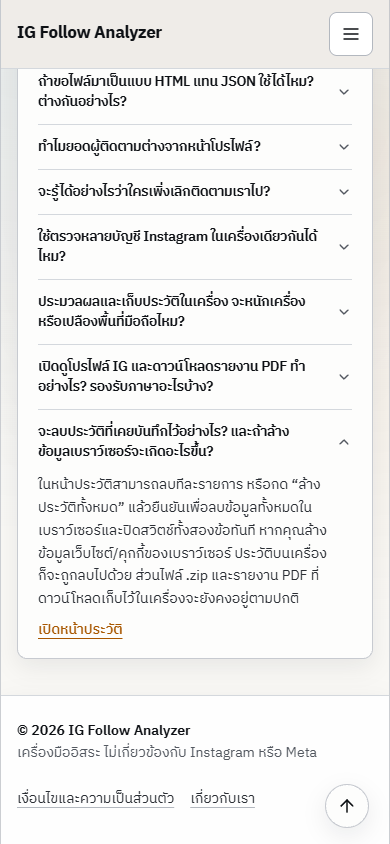 IG Follow Analyzer
ถ้าขอไฟล์มาเป็นแบบ HTML แทน JSON ใช้ได้ไหม?
ต่างกันอย่างไร?
ทำไมยอดผู้ติดตามต่างจากหน้าโปรไฟล์?
จะรู้ได้อย่างไรว่าใครเพิ่งเลิกติดตามเราไป?
ใช้ตรวจหลายบัญชี Instagram ในเครื่องเดียวกันได้
ไหม?
ประมวลผลและเก็บประวัติในเครื่อง จะหนักเครื่อง
หรือเปลืองพื้นที่มือถือไหม?
เปิดดูโปรไฟล์ IG และดาวน์โหลดรายงาน PDF ทำ
อย่างไร? รองรับภาษาอะไรบ้าง?
จะลบประวัติที่เคยบันทึกไว้อย่างไร? และถ้าล้าง
ข้อมูลเบราว์เซอร์จะเกิดอะไรขึ้น?
ในหน้าประวัติสามารถลบทีละรายการ หรือกด “ล้าง
ประวัติทั้งหมด” แล้วยืนยันเพื่อลบข้อมูลทั้งหมดใน
เบราว์เซอร์และปิดสวิตช์ทั้งสองข้อทันที หากคุณล้าง
ข้อมูลเว็บไซต์/คุกกี้ของเบราว์เซอร์ ประวัติบนเครื่อง
ก็จะถูกลบไปด้วย ส่วนไฟล์ .zip และรายงาน PDF ที่
ดาวน์โหลดเก็บไว้ในเครื่องจะยังคงอยู่ตามปกติ
เปิดหน้าประวัติ
© 2026 IG Follow Analyzer
เครื่องมืออิสระ ไม่เกี่ยวข้องกับ Instagram หรือ Meta
เงื่อนไขและความเป็นส่วนตัว เกี่ยวกับเรา